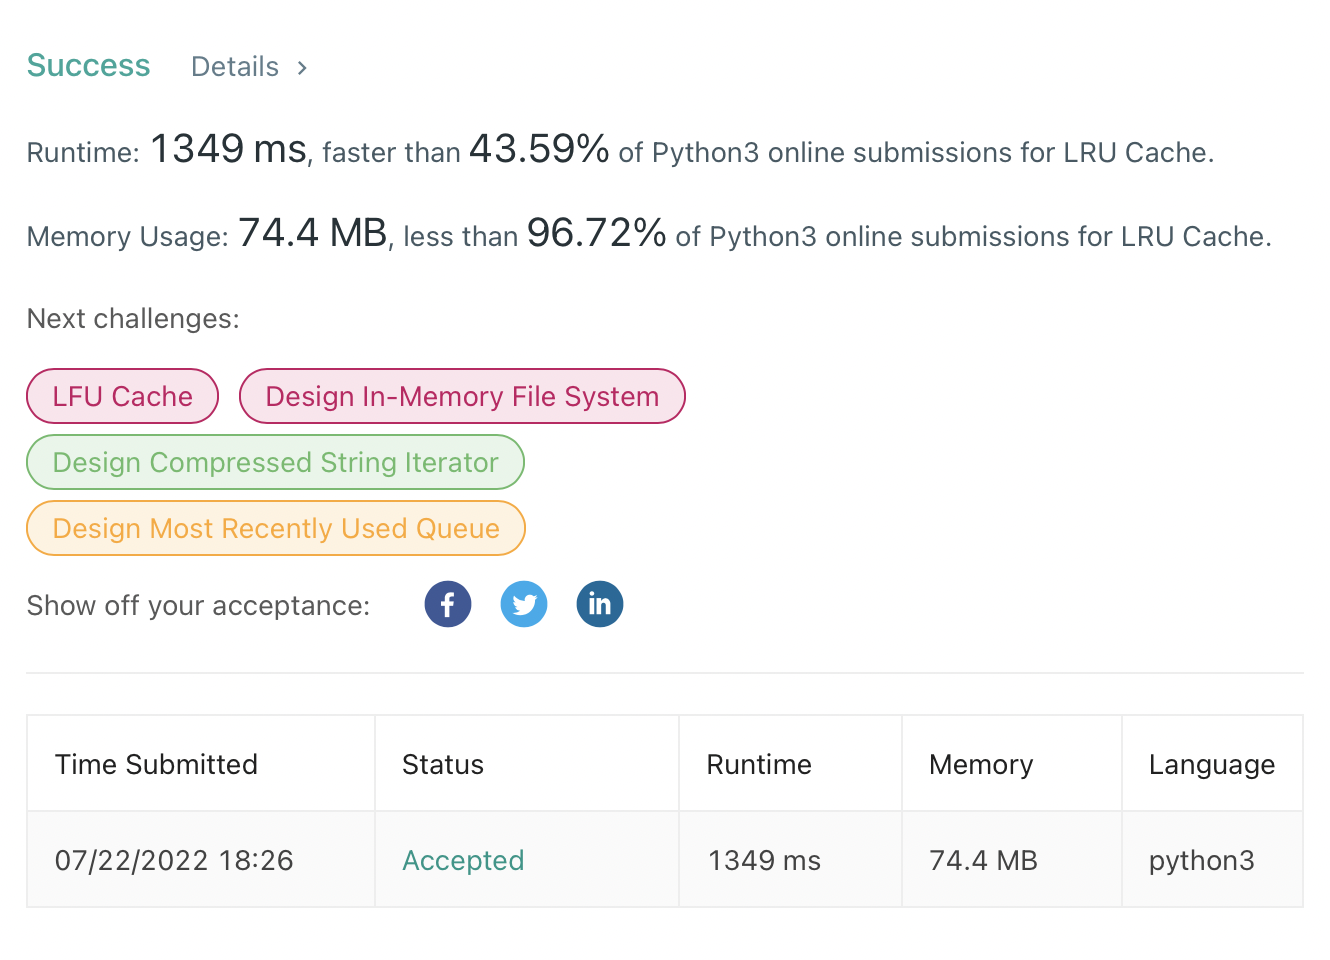 Success Details >
Runtime: 1349 ms, faster than 43.59% of Python3 online submissions for LRU Cache.
Memory Usage: 74.4 MB, less than 96.72% of Python3 online submissions for LRU Cache.
Next challenges:
LFU Cache Design In-Memory File System
Design Compressed String Iterator
Design Most Recently Used Queue
Show off your acceptance: f in
Time Submitted Status Runtime Memory Language
07/22/2022 18:26 Accepted 1349 ms 74.4 MB python3